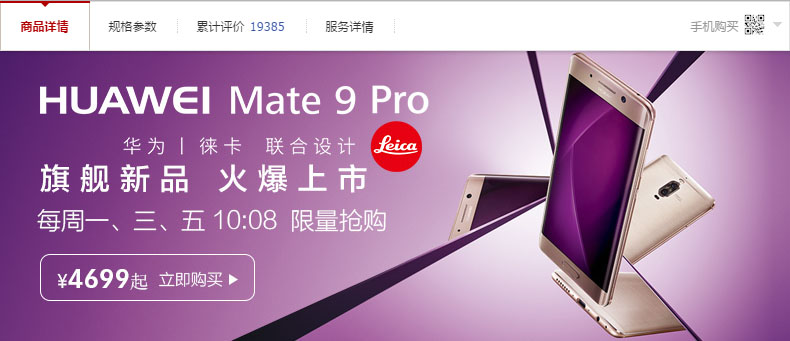 商品详情 规格参数 累计评价 19385 服务详情 手机购买
HUAWEI Mate 9 Pro
华为 | 徕卡 联合设计 Leica
旗舰新品 火爆上市
每周一、三、五 10:08 限量抢购
¥4699起 立即购买